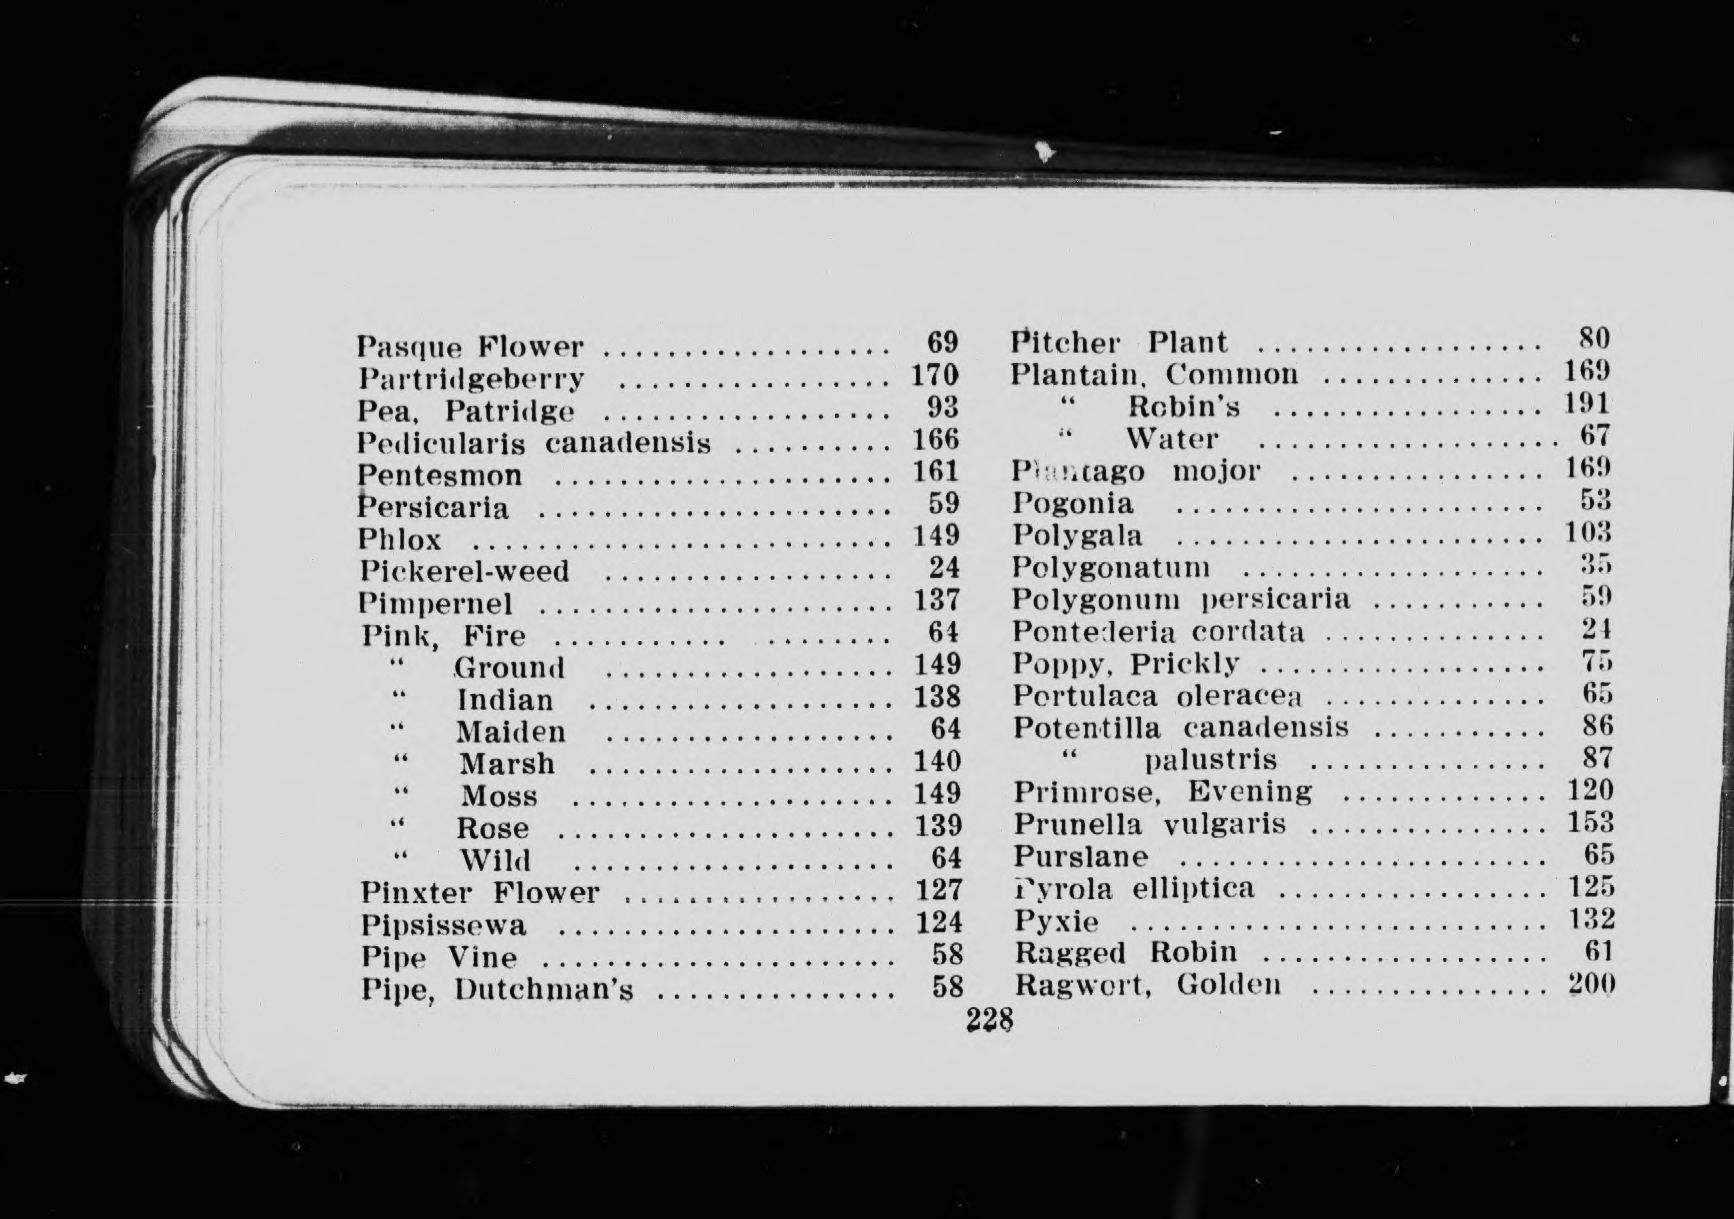 Pasque Flower .................. 69
Partridgeberry ................. 170
Pea, Patridge .................. 93
Pedicularis canadensis .......... 166
Pentesmon ..................... 161
Persicaria ...................... 59
Phlox .......................... 149
Pickerel-weed .................. 24
Pimpernel ...................... 137
Pink, Fire ........... ......... 64
“ Ground .................. 149
“ Indian ................... 138
“ Maiden .................. 64
“ Marsh ................... 140
“ Moss .................... 149
“ Rose ..................... 139
“ Wild .................... 64
Pinxter Flower ................. 127
Pipsissewa ..................... 124
Pipe Vine ...................... 58
Pipe, Dutchman's ............... 58
Pitcher Plant .................. 80
Plantain, Common .............. 169
“ Robin's ................. 191
“ Water ................... 67
Plantago mojor ................ 169
Pogonia ....................... 53
Polygala ....................... 103
Polygonatum ................... 35
Polygonum persicaria ........... 59
Pontederia cordata .............. 24
Poppy, Prickly .................. 75
Portulaca oleracea .............. 65
Potentilla canadensis ........... 86
“ palustris ............... 87
Primrose, Evening ............. 120
Prunella vulgaris ............... 153
Purslane ....................... 65
Pyrola elliptica ................. 125
Pyxie .......................... 132
Ragged Robin .................. 61
Ragwort, Golden ............... 200
228